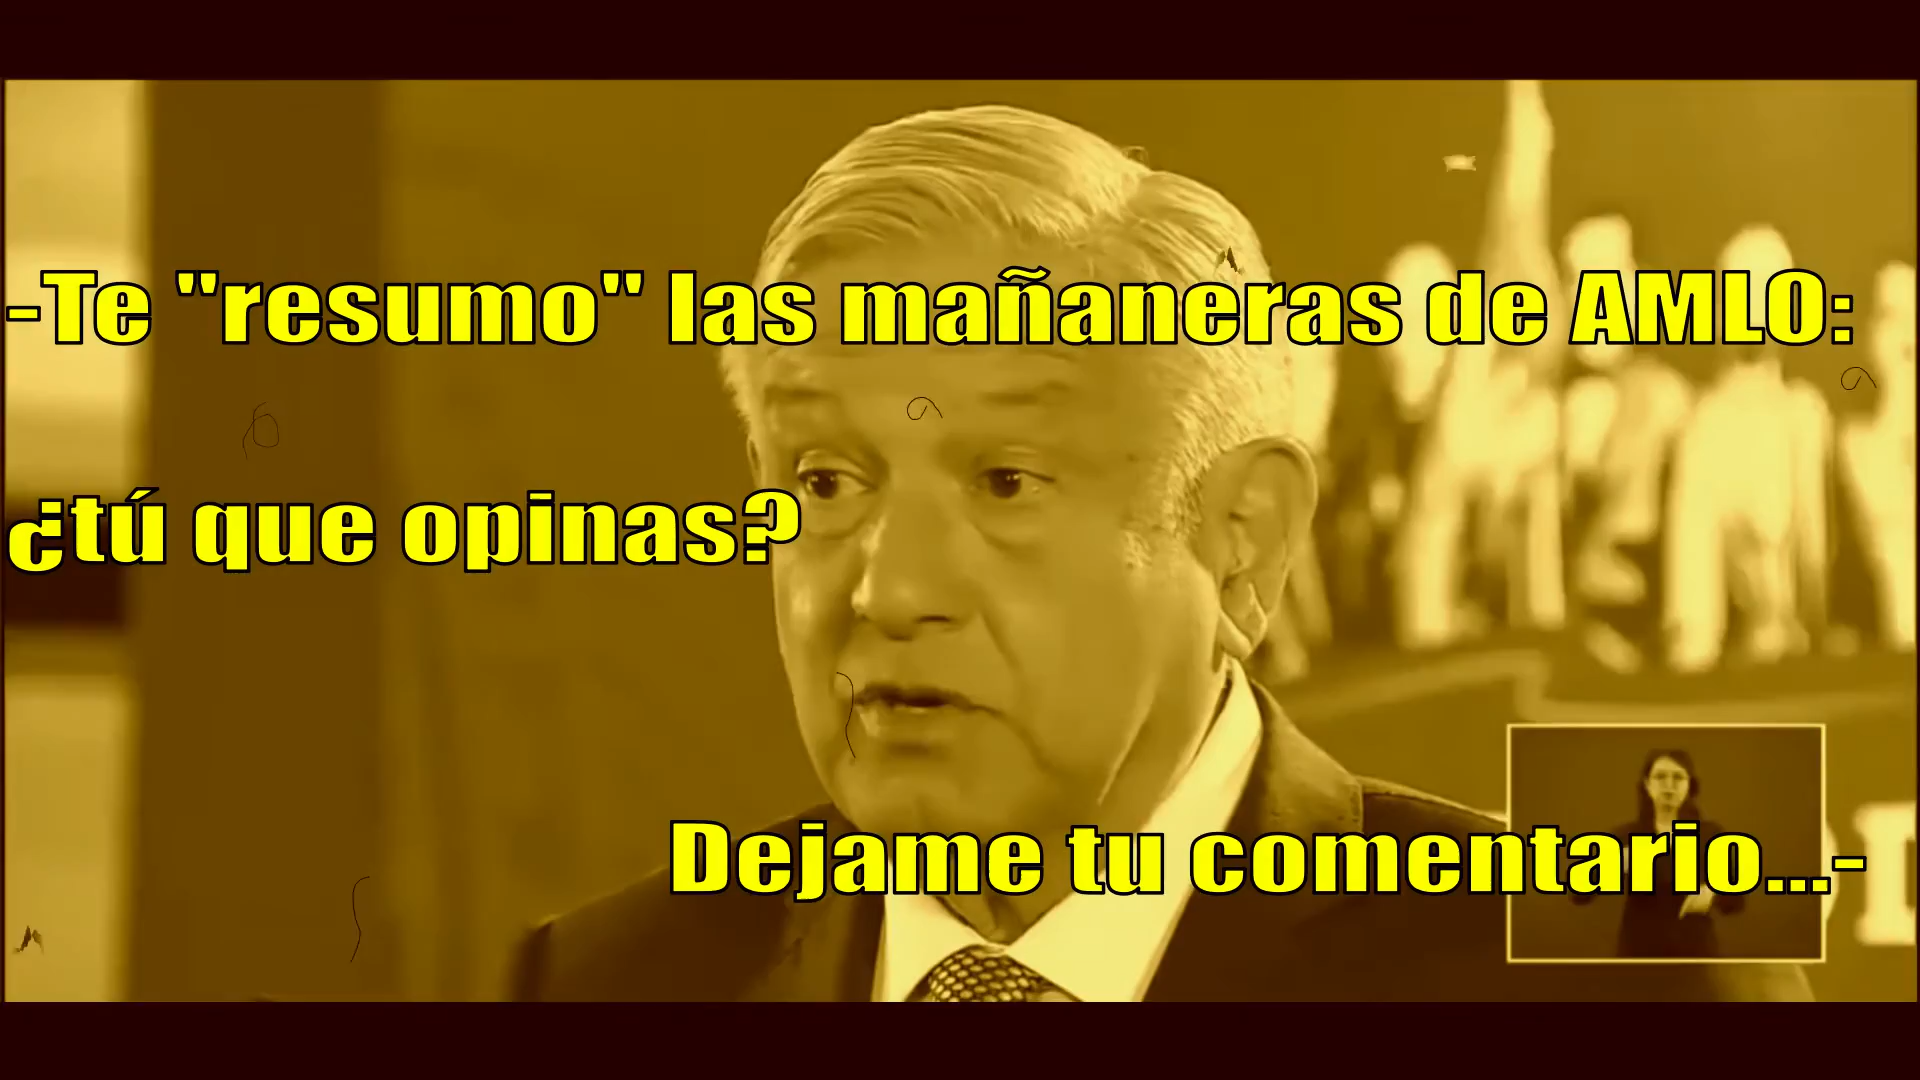 -Te "resumo" las mañaneras de AMLO:
¿tú que opinas?
Dejame tu comentario...-